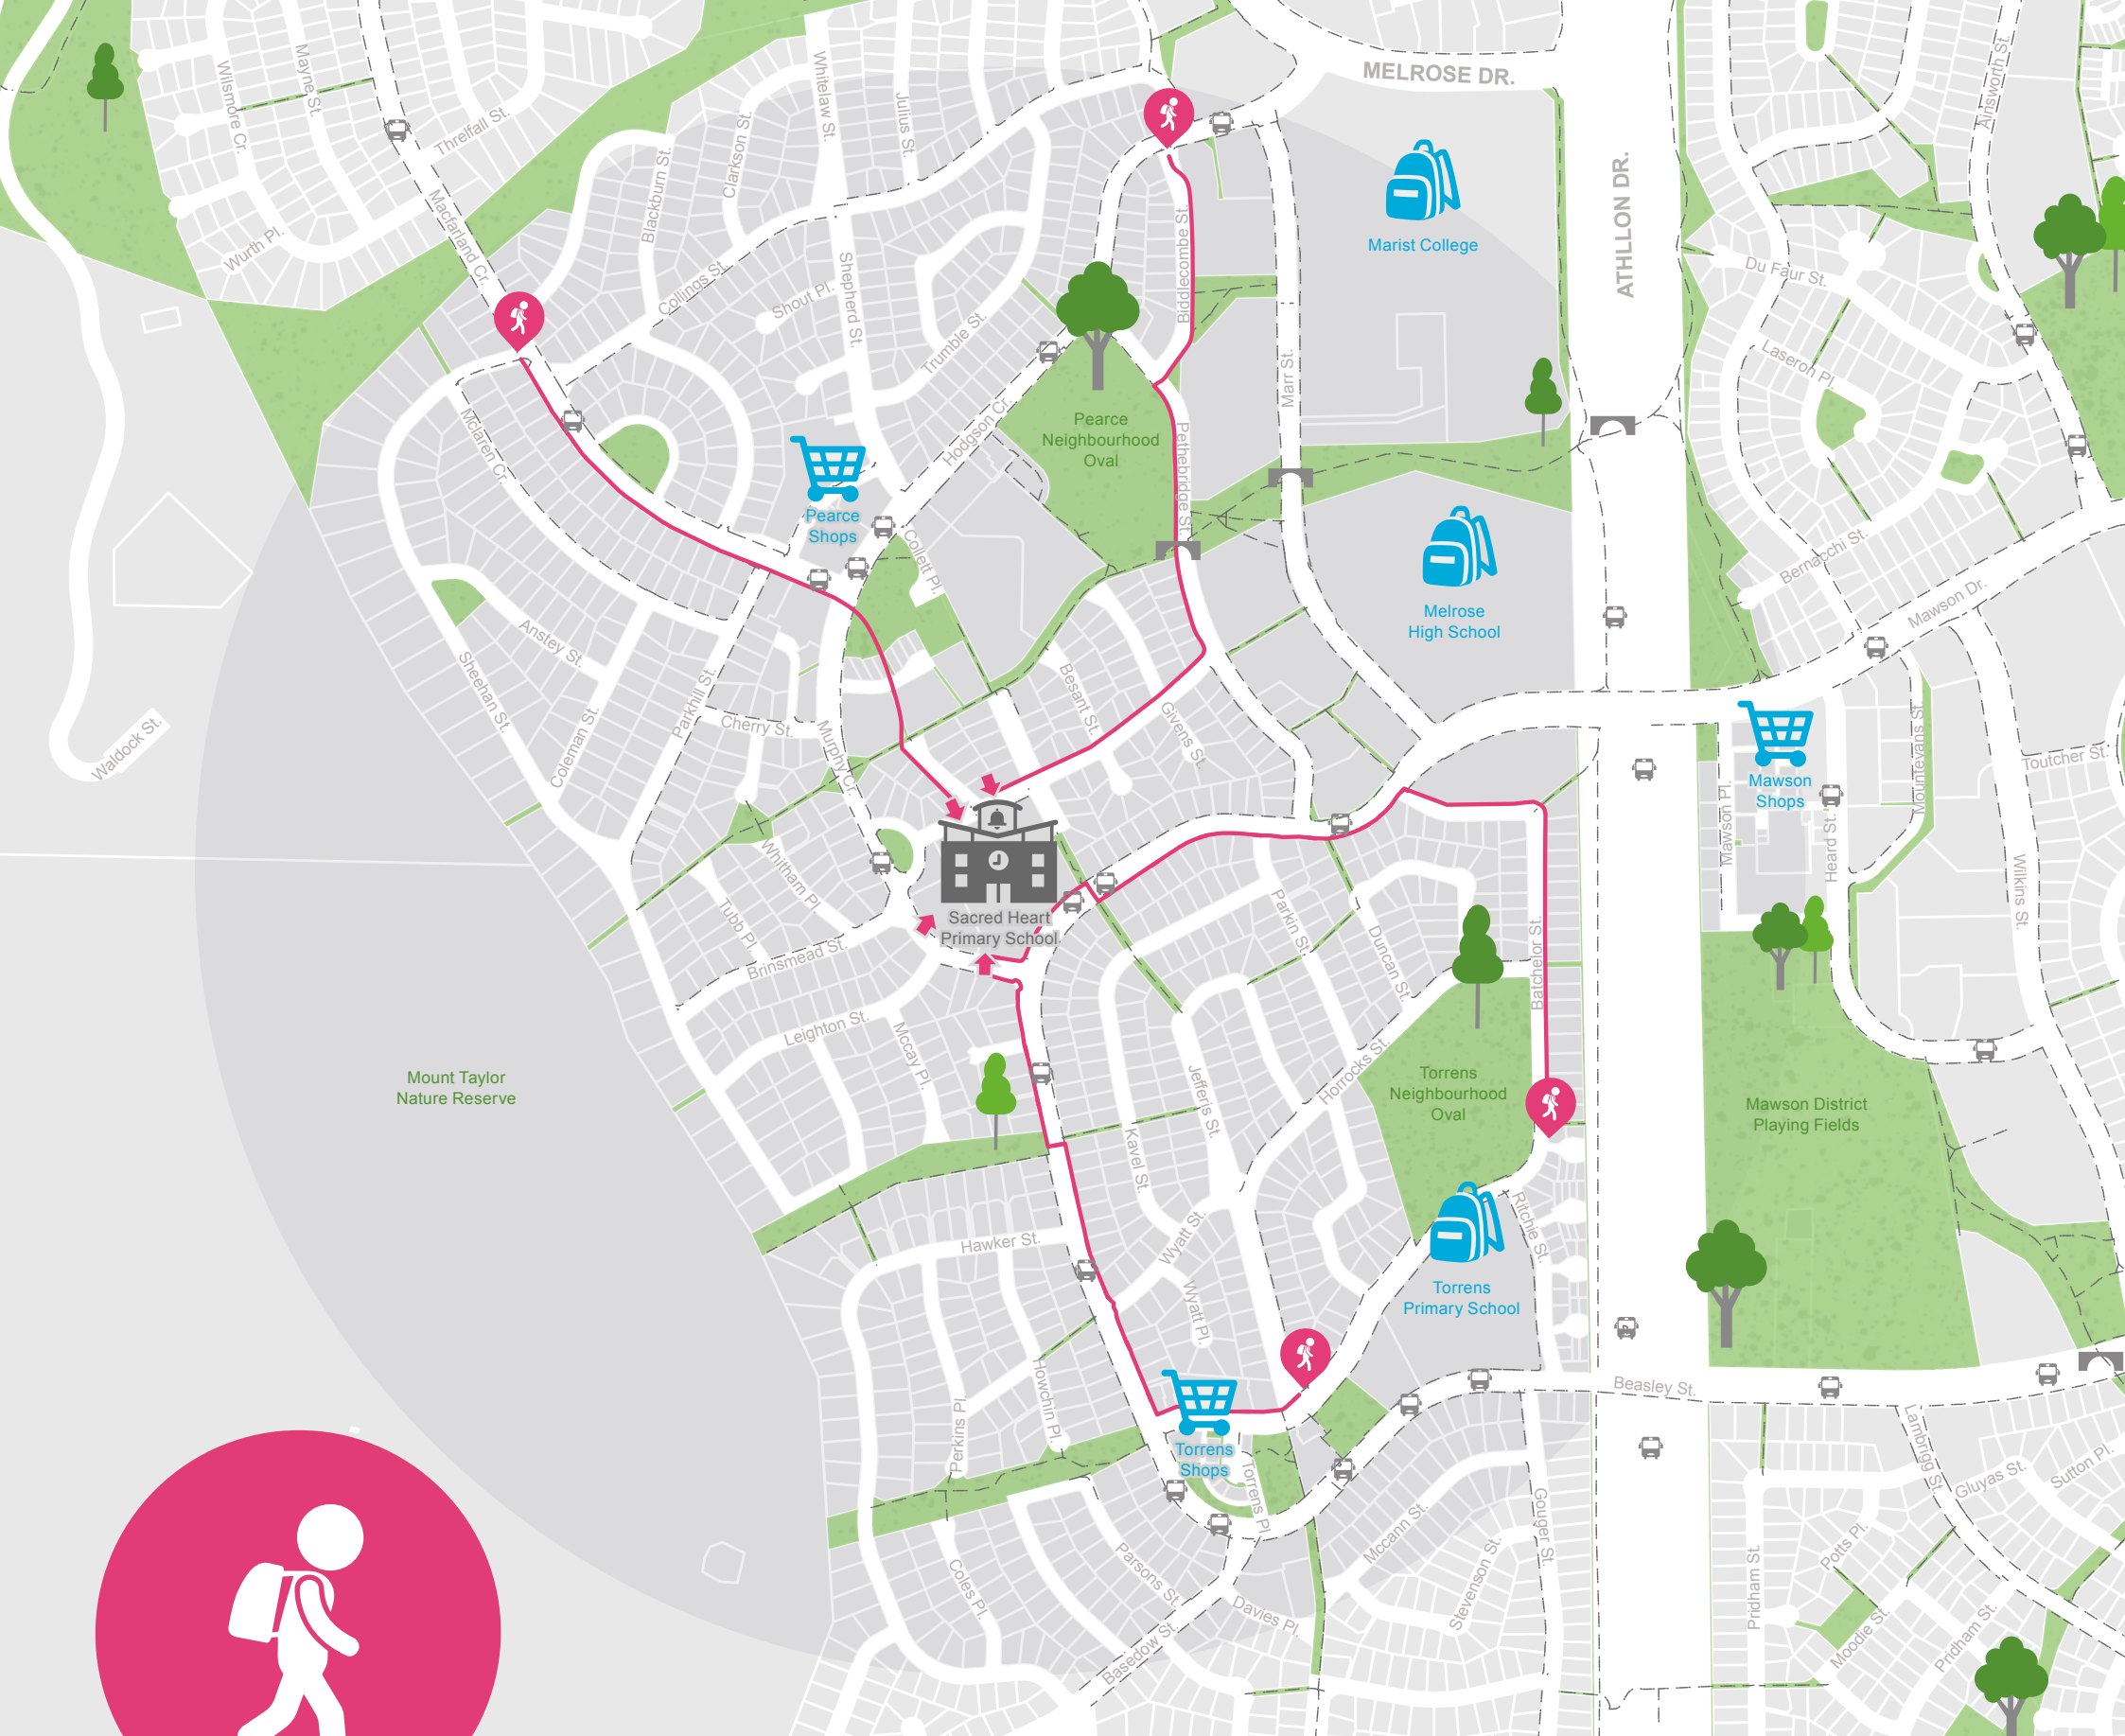 MELROSE DR.
ATHLLON DR.
Wilsmore Cr.
Mayne St.
Threlfall St.
Wurth Pl.
Macfarland Cr.
Blackburn St.
Clarkson St.
Whitelaw St.
Julius St.
Collings St.
Shout Pl.
Shepherd St.
Trumble St.
Biddlecombe St.
Marr St.
Marist College
Ainsworth St.
Du Faur St.
Laseron Pl.
Bernacchi St.
Mawson Dr.
Mclaren Cr.
Hodgson Cr.
Pearce
Neighbourhood
Oval
Pethebridge St.
Pearce
Shops
Collett Pl.
Melrose
High School
Anstey St.
Sheehan St.
Coleman St.
Parkhill St.
Cherry St.
Murphy Cr.
Besant St.
Givens St.
Waldock St.
Mawson
Shops
Mawson Pl.
Heard St.
Mountevans St.
Toutcher St.
Wilkins St.
Whitham Pl.
Tubb Pl.
Brinsmead St.
Sacred Heart
Primary School
Parkin St.
Duncan St.
Batchelor St.
Leighton St.
Mccay Pl.
Mount Taylor
Nature Reserve
Horrocks St.
Jefferis St.
Kavel St.
Torrens
Neighbourhood
Oval
Mawson District
Playing Fields
Wyatt St.
Wyatt Pl.
Ritchie St.
Hawker St.
Torrens
Primary School
Howchin Pl.
Perkins Pl.
Beasley St.
Torrens
Shops
Torrens Pl.
Lambrigg St.
Gluyas St.
Sutton Pl.
Mccann St.
Gouger St.
Stevenson St.
Parsons St.
Coles Pl.
Davies Pl.
Basedow St.
Potts Pl.
Pridham St.
Moodie St.
Pridham St.